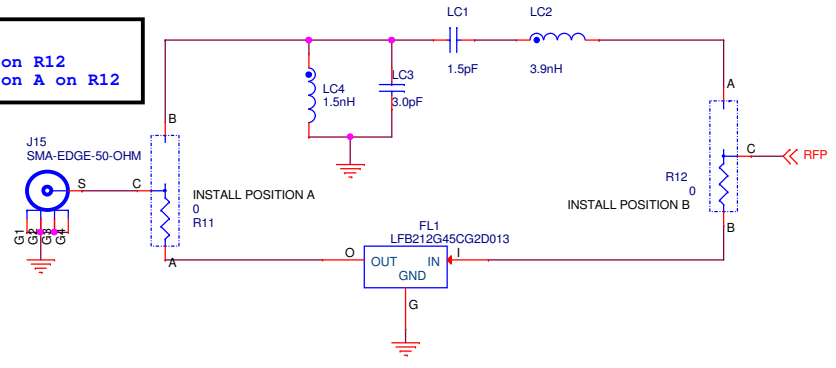 LC1
LC2
on R12
on A on R12
1.5pF
3.9nH
LC4
1.5nH
LC3
3.0pF
A
B
J15
SMA-EDGE-50-OHM
C
RFP
S
C
R12
0
INSTALL POSITION A
0
R11
INSTALL POSITION B
FL1
LFB212G45CG2D013
B
G1
G2
G3
G4
A
O
OUT
IN
I
GND
G